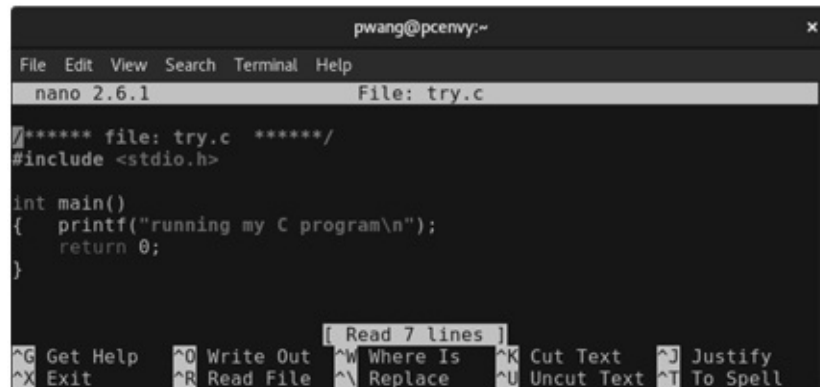 pwang@pcenvy:~ ×
File Edit View Search Terminal Help
nano 2.6.1 File: try.c
/****** file: try.c ******/
#include <stdio.h>
int main()
{ printf("running my C program\n");
return 0;
}
[ Read 7 lines ]
^G Get Help ^O Write Out ^W Where Is ^K Cut Text ^J Justify
^X Exit ^R Read File ^\ Replace ^U Uncut Text ^T To Spell